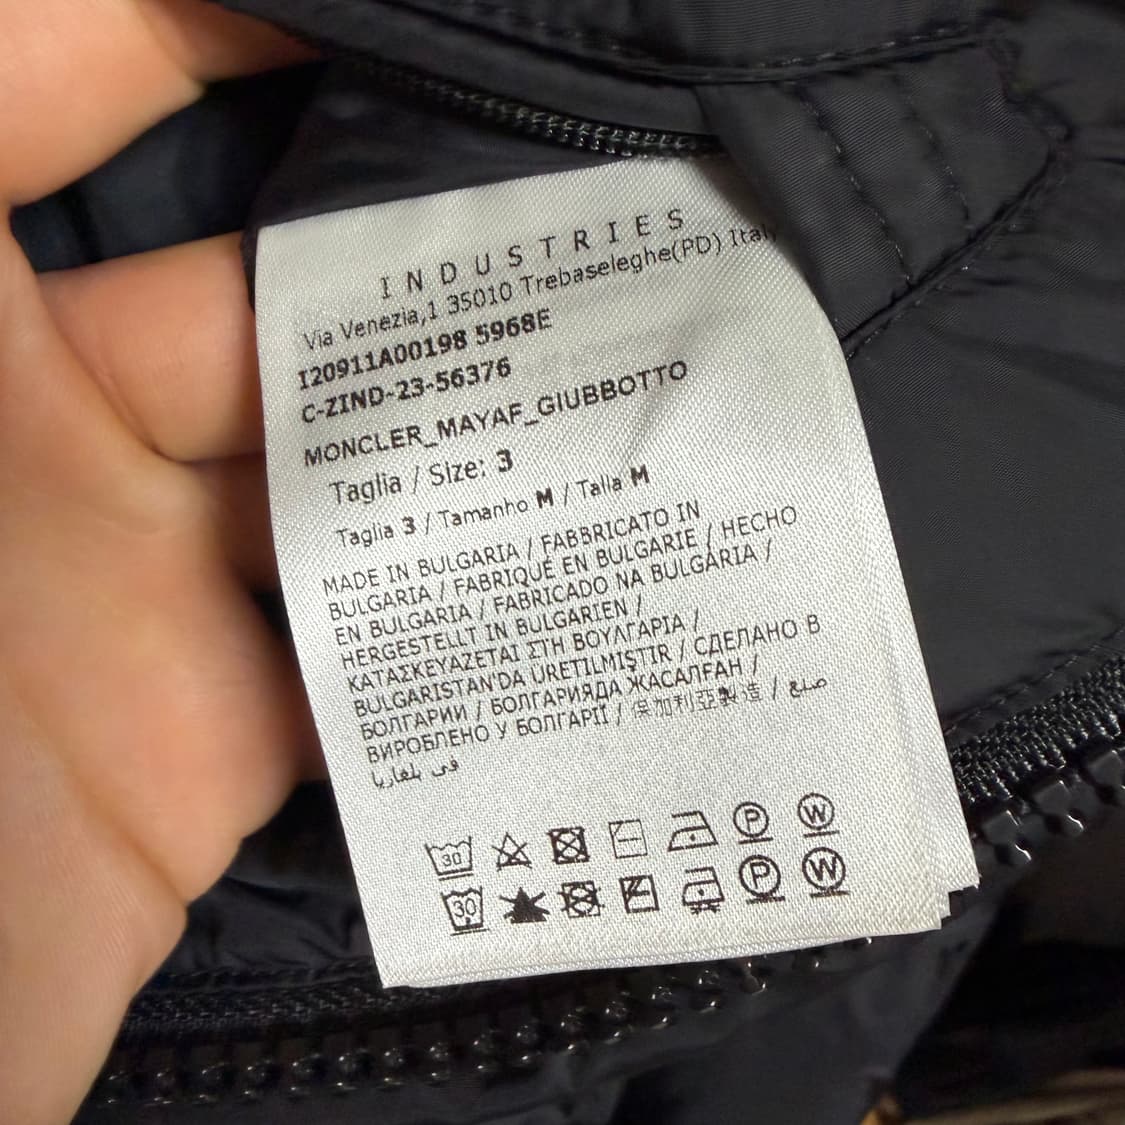 INDUSTRIES
Via Venezia,1 35010 Trebaseleghe(PD) Italy
I20911A00198 5968E
C-ZIND-23-56376
MONCLER_MAYAF_GIUBBOTTO
Taglia / Size: 3
Taglia 3 / Tamanho M / Talla M
MADE IN BULGARIA / FABBRICATO IN
BULGARIA / FABRIQUÉ EN BULGARIE / HECHO
EN BULGARIA / FABRICADO NA BULGÁRIA /
HERGESTELLT IN BULGARIEN /
ΚΑΤΑΣΚΕΥΑΖΕΤΑΙ ΣΤΗ ΒΟΥΛΓΑΡΙΑ /
BULGARISTAN'DA ÜRETILMIŞTIR / СДЕЛАНО В
БОЛГАРИИ / БОЛГАРИЯДА ЖАСАЛҒАН /
ВИРОБЛЕНО У БОЛГАРІЇ / 保加利亞製造 / صنع
في بلغاريا
30 P W
30 P W